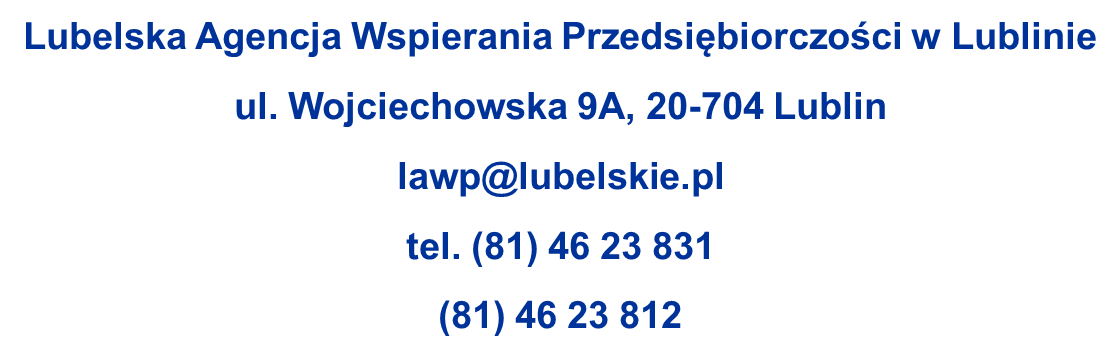 Lubelska Agencja Wspierania Przedsiębiorczości w Lublinie
ul. Wojciechowska 9A, 20-704 Lublin
lawp@lubelskie.pl
tel. (81) 46 23 831
(81) 46 23 812